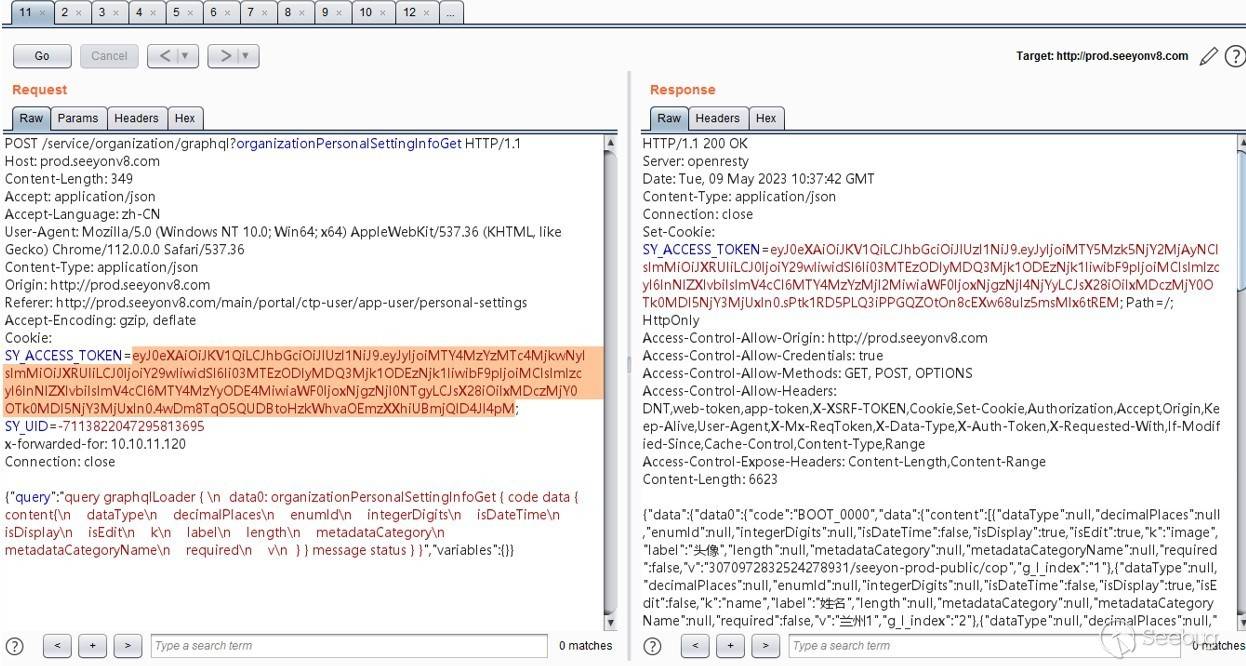 11 × 2 × 3 × 4 × 5 × 6 × 7 × 8 × 9 × 10 × 12 × ...
Go Cancel < ▼ > ▼ Target: http://prod.seeyonv8.com ?
Request
Raw Params Headers Hex
POST /service/organization/graphql?organizationPersonalSettingInfoGet HTTP/1.1
Host: prod.seeyonv8.com
Content-Length: 349
Accept: application/json
Accept-Language: zh-CN
User-Agent: Mozilla/5.0 (Windows NT 10.0; Win64; x64) AppleWebKit/537.36 (KHTML, like
Gecko) Chrome/112.0.0.0 Safari/537.36
Content-Type: application/json
Origin: http://prod.seeyonv8.com
Referer: http://prod.seeyonv8.com/main/portal/ctp-user/app-user/personal-settings
Accept-Encoding: gzip, deflate
Cookie:
SY_ACCESS_TOKEN=
SY_UID=-7113822047295813695
x-forwarded-for: 10.10.11.120
Connection: close
{"query":"query graphqlLoader { \n data0: organizationPersonalSettingInfoGet { code data {
content{\n dataType\n decimalPlaces\n enumId\n integerDigits\n isDateTime\n
isDisplay\n isEdit\n k\n label\n length\n metadataCategory\n
metadataCategoryName\n required\n v\n } } message status } }","variables":{}}
? < + > Type a search term 0 matches
Response
Raw Headers Hex
HTTP/1.1 200 OK
Server: openresty
Date: Tue, 09 May 2023 10:37:42 GMT
Content-Type: application/json
Connection: close
Set-Cookie:
SY_ACCESS_TOKEN=
Path=/;
HttpOnly
Access-Control-Allow-Origin: http://prod.seeyonv8.com
Access-Control-Allow-Credentials: true
Access-Control-Allow-Methods: GET, POST, OPTIONS
Access-Control-Allow-Headers:
DNT,web-token,app-token,X-XSRF-TOKEN,Cookie,Set-Cookie,Authorization,Accept,Origin,Ke
ep-Alive,User-Agent,X-Mx-ReqToken,X-Data-Type,X-Auth-Token,X-Requested-With,If-Modif
ied-Since,Cache-Control,Content-Type,Range
Access-Control-Expose-Headers: Content-Length,Content-Range
Content-Length: 6623
{"data":{"data0":{"code":"BOOT_0000","data":{"content":[[{"dataType":null,"decimalPlaces":null
,"enumId":null,"integerDigits":null,"isDateTime":false,"isDisplay":true,"isEdit":true,"k":"image",
"label":"头像","length":null,"metadataCategory":null,"metadataCategoryName":null,"required
":false,"v":"3070972832524278931/seeyon-prod-public/cop","g_l_index":"1"},{"dataType":null,
"decimalPlaces":null,"enumId":null,"integerDigits":null,"isDateTime":false,"isDisplay":true,"isE
dit":false,"k":"name","label":"姓名","length":null,"metadataCategory":null,"metadataCategory
Name":null,"required":false,"v":"兰州1","g_l_index":"2"},{"dataType":null,"decimalPlaces":null,"
? < + > Type a search term 0 matches
Seebug